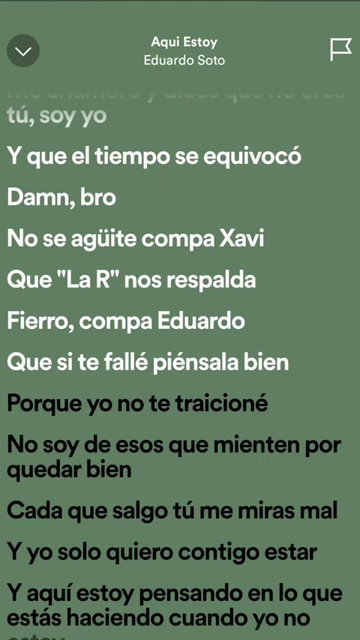 Aqui Estoy
Eduardo Soto
tú, soy yo
Y que el tiempo se equivocó
Damn, bro
No se agüite compa Xavi
Que "La R" nos respalda
Fierro, compa Eduardo
Que si te fallé piénsala bien
Porque yo no te traicioné
No soy de esos que mienten por
quedar bien
Cada que salgo tú me miras mal
Y yo solo quiero contigo estar
Y aquí estoy pensando en lo que
estás haciendo cuando yo no